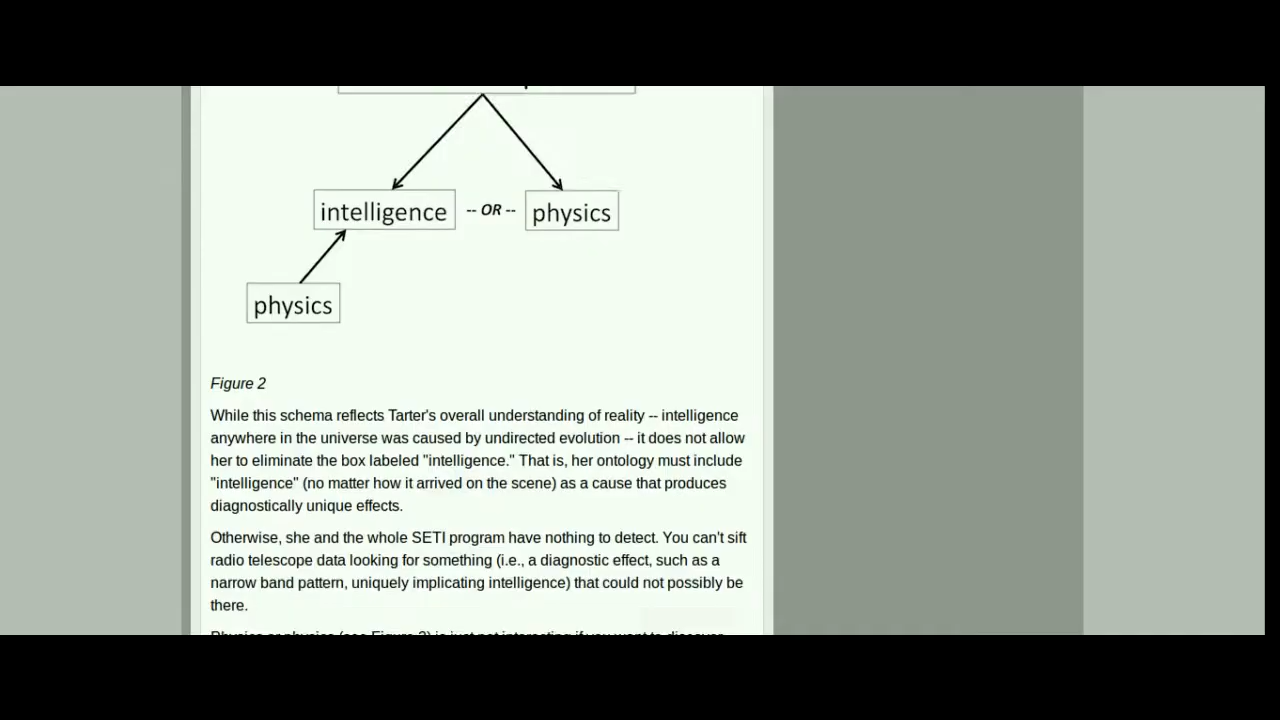 intelligence -- OR -- physics
physics
Figure 2
While this schema reflects Tarter's overall understanding of reality -- intelligence
anywhere in the universe was caused by undirected evolution -- it does not allow
her to eliminate the box labeled "intelligence." That is, her ontology must include
"intelligence" (no matter how it arrived on the scene) as a cause that produces
diagnostically unique effects.
Otherwise, she and the whole SETI program have nothing to detect. You can't sift
radio telescope data looking for something (i.e., a diagnostic effect, such as a
narrow band pattern, uniquely implicating intelligence) that could not possibly be
there.